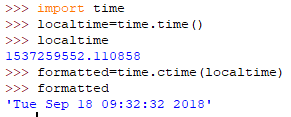 >>> import time
>>> localtime=time.time()
>>> localtime
1537259552.110858
>>> formatted=time.ctime(localtime)
>>> formatted
'Tue Sep 18 09:32:32 2018'